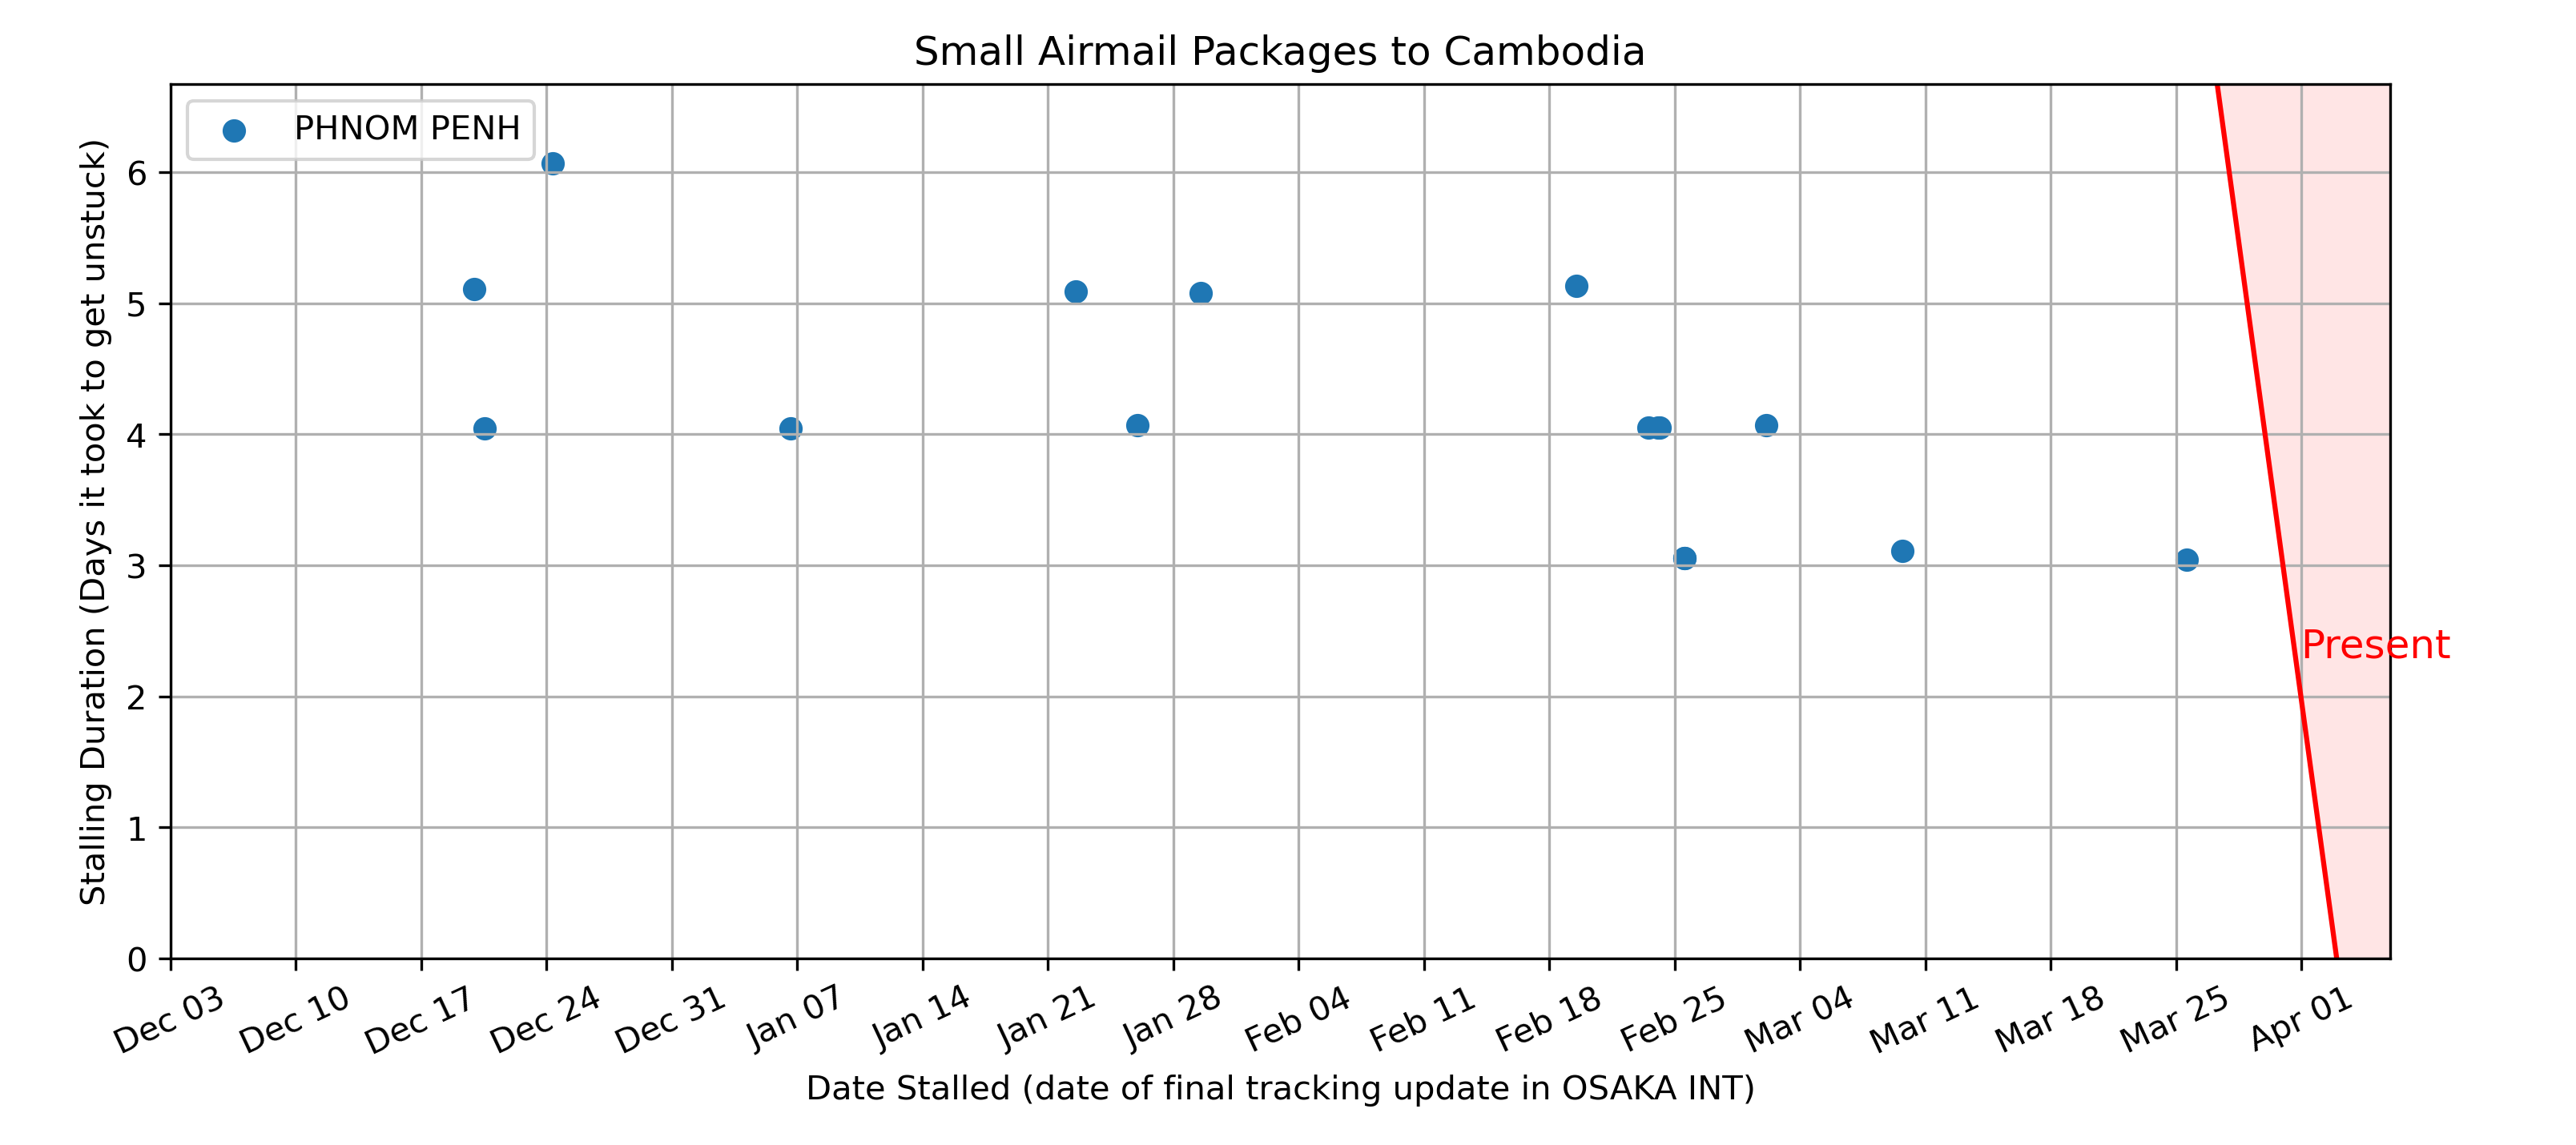 Small Airmail Packages to Cambodia
PHNOM PENH
Stalling Duration (Days it took to get unstuck)
6
5
4
3
2
1
0
Present
Dec 03 Dec 10 Dec 17 Dec 24 Dec 31 Jan 07 Jan 14 Jan 21 Jan 28 Feb 04 Feb 11 Feb 18 Feb 25 Mar 04 Mar 11 Mar 18 Mar 25 Apr 01
Date Stalled (date of final tracking update in OSAKA INT)